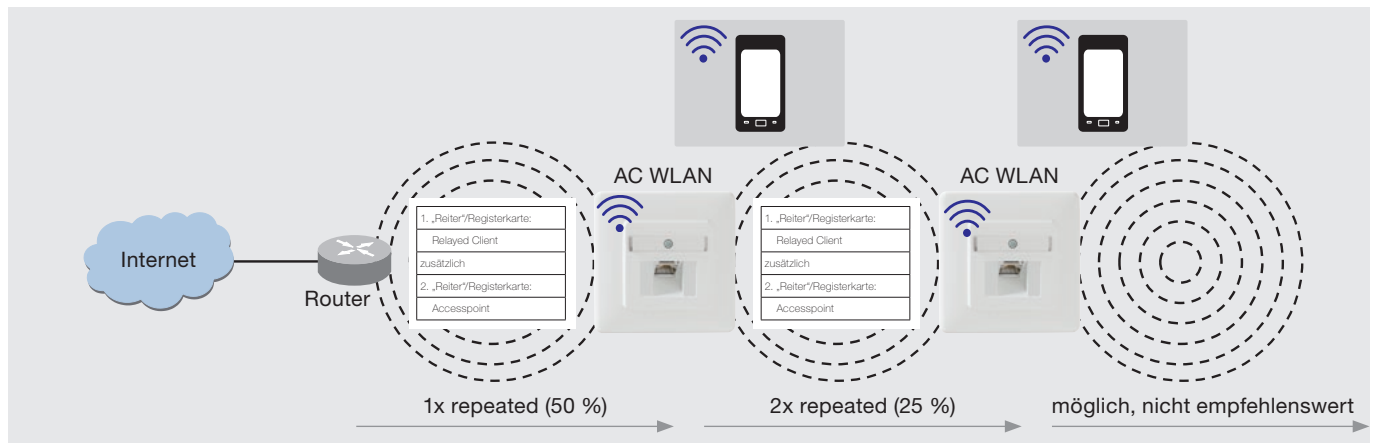 AC WLAN
AC WLAN
Internet
Router
1. „Reiter“/Registerkarte:
Relayed Client
zusätzlich
2. „Reiter“/Registerkarte:
Accesspoint
1. „Reiter“/Registerkarte:
Relayed Client
zusätzlich
2. „Reiter“/Registerkarte:
Accesspoint
1x repeated (50 %)
2x repeated (25 %)
möglich, nicht empfehlenswert